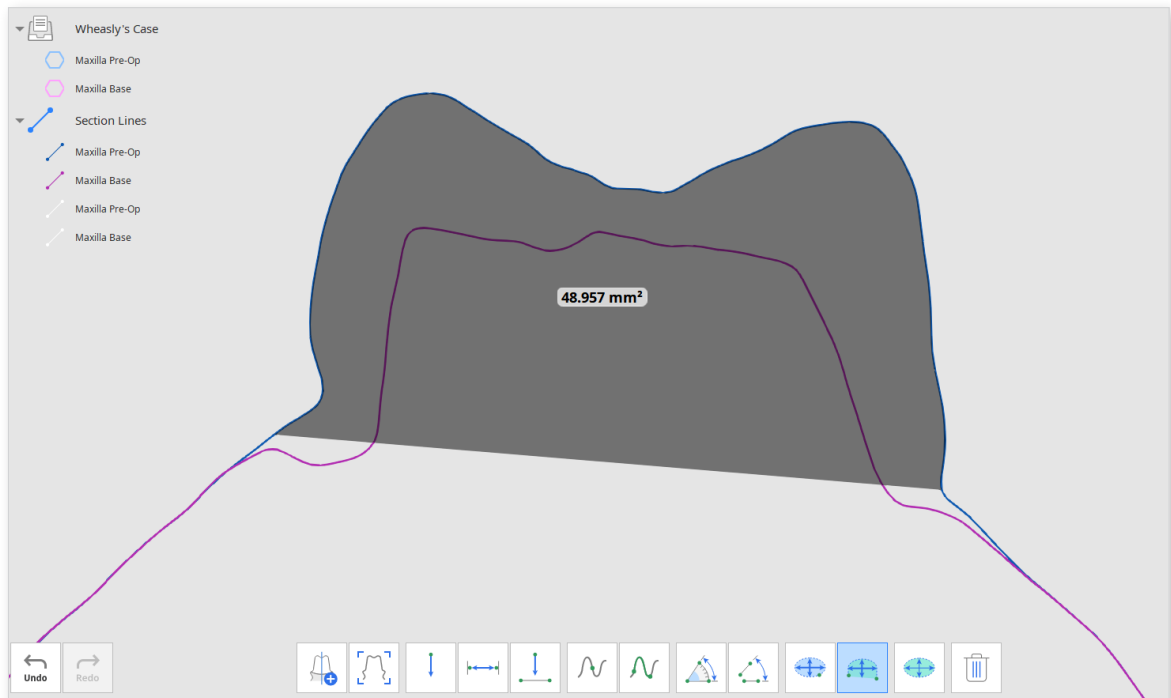 Wheasly's Case
Maxilla Pre-Op
Maxilla Base
Section Lines
Maxilla Pre-Op
Maxilla Base
Maxilla Pre-Op
Maxilla Base
48.957 mm²
Undo
Redo